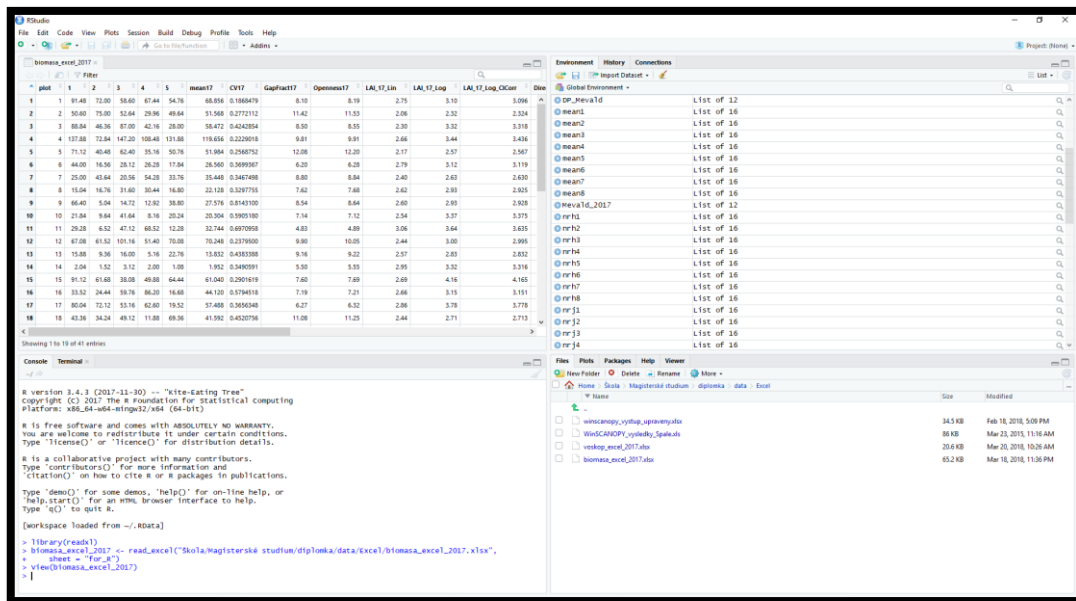 RStudio
File Edit Code View Plots Session Build Debug Profile Tools Help
Go to file/function Addins Project: (None)
biomasa_excel_2017
Filter
plot 1 2 3 4 5 mean17 CV17 GapFract17 Openness17 LAI_17_Lin LAI_17_Log LAI_17_Log_CICorr Dire
1 1 91.48 72.00 58.60 67.44 54.76 68.856 0.1868479 8.10 8.19 2.75 3.10 3.096
2 2 50.60 75.00 52.64 29.96 49.64 51.568 0.2772112 11.42 11.53 2.06 2.32 2.324
3 3 88.84 46.36 87.00 42.16 28.00 58.472 0.4242854 8.50 8.55 2.30 3.32 3.318
4 4 137.88 72.84 147.20 108.48 131.88 119.656 0.2229018 9.81 9.91 2.66 3.44 3.436
5 5 71.12 40.48 62.40 35.16 50.76 51.984 0.2568752 12.08 12.20 2.17 2.57 2.567
6 6 44.00 16.56 28.12 26.28 17.84 26.560 0.3699367 6.20 6.28 2.79 3.12 3.119
7 7 25.00 43.64 20.56 54.28 33.76 35.448 0.3467498 8.80 8.84 2.40 2.63 2.630
8 8 15.04 16.76 31.60 30.44 16.80 22.128 0.3297755 7.62 7.68 2.62 2.93 2.925
9 9 66.40 5.04 14.72 12.92 38.80 27.576 0.8143100 8.54 8.64 2.60 2.93 2.928
10 10 21.84 9.64 41.64 8.16 20.24 20.304 0.5905180 7.14 7.12 2.54 3.37 3.375
11 11 29.28 6.52 47.12 68.52 12.28 32.744 0.6970958 4.83 4.89 3.06 3.64 3.635
12 12 67.08 61.52 101.16 51.40 70.08 70.248 0.2379500 9.90 10.05 2.44 3.00 2.995
13 13 15.88 9.36 16.00 5.16 22.76 13.832 0.4383388 9.16 9.22 2.57 2.83 2.832
14 14 2.04 1.52 3.12 2.00 1.08 1.952 0.3490591 5.50 5.55 2.95 3.32 3.316
15 15 91.12 61.68 38.08 49.88 64.44 61.040 0.2901619 7.60 7.69 2.69 4.16 4.165
16 16 33.52 24.44 59.76 86.20 16.68 44.120 0.5794518 7.19 7.21 2.66 3.15 3.151
17 17 80.04 72.12 53.16 62.60 19.52 57.488 0.3656348 6.27 6.32 2.86 3.78 3.778
18 18 43.36 34.24 49.12 11.88 69.36 41.592 0.4520736 11.08 11.25 2.44 2.71 2.713
Showing 1 to 19 of 41 entries
Console Terminal
~/
R version 3.4.3 (2017-11-30) -- "Kite-Eating Tree"
Copyright (C) 2017 The R Foundation for Statistical Computing
Platform: x86_64-w64-mingw32/x64 (64-bit)
R is free software and comes with ABSOLUTELY NO WARRANTY.
You are welcome to redistribute it under certain conditions.
Type 'license()' or 'licence()' for distribution details.
R is a collaborative project with many contributors.
Type 'contributors()' for more information and
'citation()' on how to cite R or R packages in publications.
Type 'demo()' for some demos, 'help()' for on-line help, or
'help.start()' for an HTML browser interface to help.
Type 'q()' to quit R.
[Workspace loaded from ~/.RData]
> library(readxl)
> biomasa_excel_2017 <- read_excel("Škola/Magisterské studium/diplomka/data/Excel/biomasa_excel_2017.xlsx",
+ sheet = "for_R")
> View(biomasa_excel_2017)
>
Environment History Connections
Import Dataset List
Global Environment
DP_Mevald List of 12
mean1 List of 16
mean2 List of 16
mean3 List of 16
mean4 List of 16
mean5 List of 16
mean6 List of 16
mean7 List of 16
mean8 List of 16
Mevald_2017 List of 12
nrh1 List of 16
nrh2 List of 16
nrh3 List of 16
nrh4 List of 16
nrh5 List of 16
nrh6 List of 16
nrh7 List of 16
nrh8 List of 16
nrj1 List of 16
nrj2 List of 16
nrj3 List of 16
nrj4 List of 16
Files Plots Packages Help Viewer
New Folder Delete Rename More
Home Škola Magisterské studium diplomka data Excel
Name Size Modified
..
winscanopy_vystup_upraveny.xlsx 34.5 KB Feb 18, 2018, 5:09 PM
WinSCANOPY_vysledky_Spale.xls 86 KB Mar 23, 2015, 11:16 AM
voskop_excel_2017.xlsx 20.6 KB Mar 20, 2018, 10:26 AM
biomasa_excel_2017.xlsx 65.2 KB Mar 18, 2018, 11:36 PM